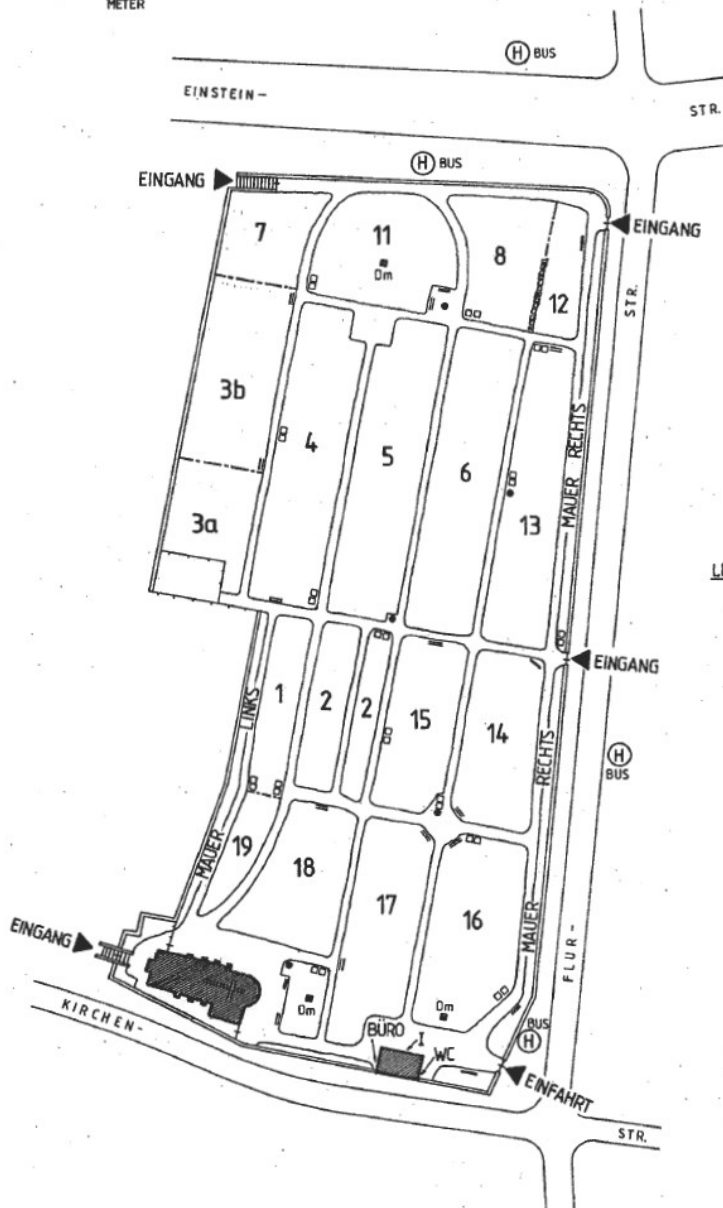 METER
H BUS
EINSTEIN-
STR.
H BUS
EINGANG
EINGANG
7
11
8
Dm
12
STR.
3b
4
5
6
MAUER RECHTS
3a
13
EINGANG
LINKS
1
2
2
15
14
RECHTS
H
BUS
MAUER
19
18
17
16
MAUER
FLUR-
EINGANG
KIRCHEN-
Dm
Dm
BÜRO
I
WC
BUS
H
EINFAHRT
STR.